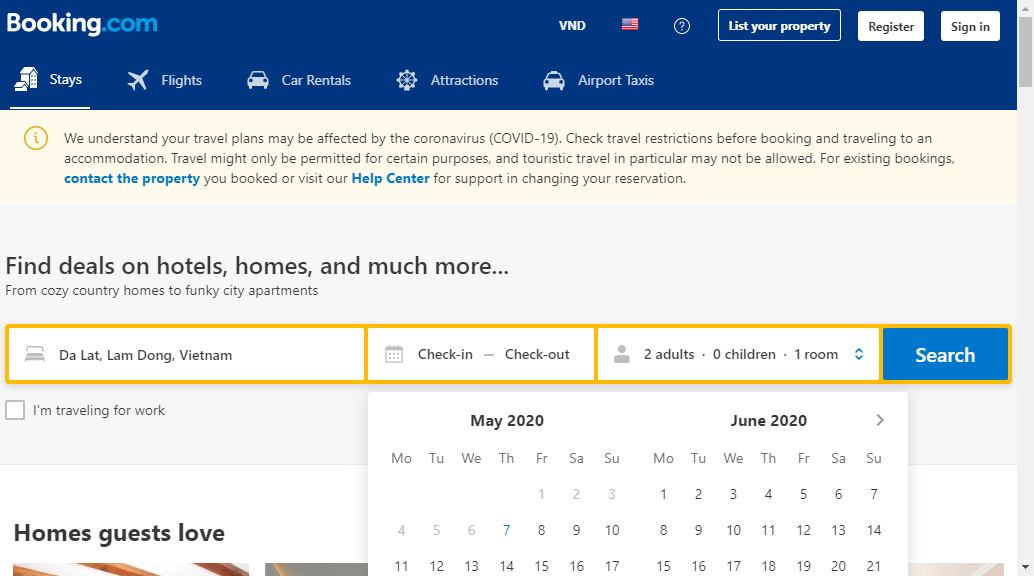 Booking.com
VND
List your property
Register
Sign in
Stays
Flights
Car Rentals
Attractions
Airport Taxis
We understand your travel plans may be affected by the coronavirus (COVID-19). Check travel restrictions before booking and traveling to an
accommodation. Travel might only be permitted for certain purposes, and touristic travel in particular may not be allowed. For existing bookings,
contact the property you booked or visit our Help Center for support in changing your reservation.
Find deals on hotels, homes, and much more...
From cozy country homes to funky city apartments
Da Lat, Lam Dong, Vietnam
Check-in — Check-out
2 adults · 0 children · 1 room
Search
I'm traveling for work
May 2020
Mo Tu We Th Fr Sa Su
1 2 3
4 5 6 7 8 9 10
11 12 13 14 15 16 17
June 2020
Mo Tu We Th Fr Sa Su
1 2 3 4 5 6 7
8 9 10 11 12 13 14
15 16 17 18 19 20 21
Homes guests love